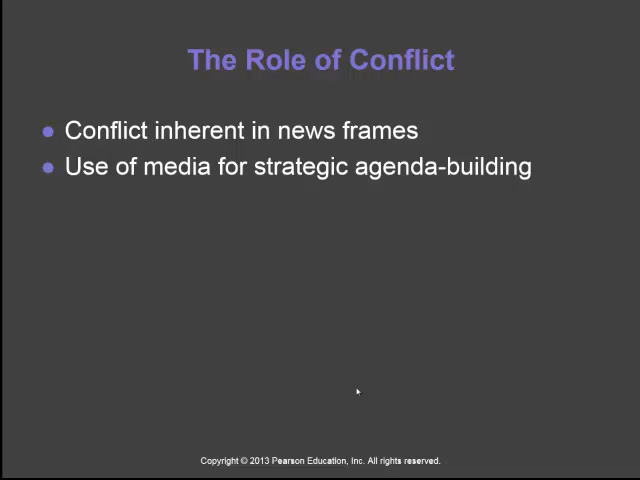 The Role of Conflict
● Conflict inherent in news frames
● Use of media for strategic agenda-building
Copyright © 2013 Pearson Education, Inc. All rights reserved.